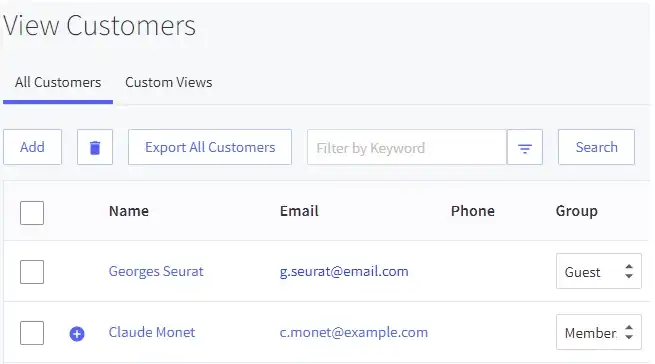 View Customers
All Customers Custom Views
Add Export All Customers Filter by Keyword Search
Name Email Phone Group
Georges Seurat g.seurat@email.com Guest
Claude Monet c.monet@example.com Member